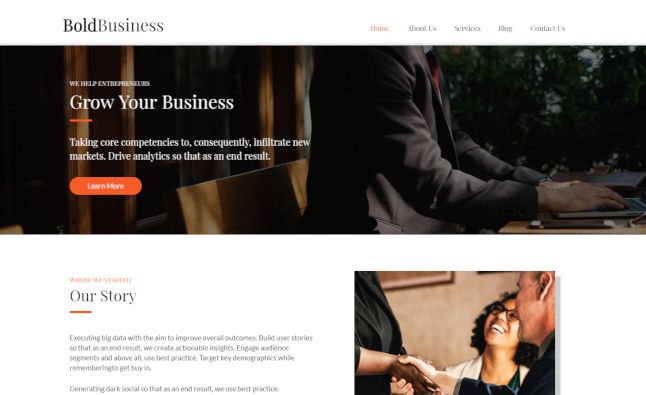 BoldBusiness
Home About Us Services Blog Contact Us
WE HELP ENTREPRENEURS
Grow Your Business
Taking core competencies to, consequently, infiltrate new
markets. Drive analytics so that as an end result.
Learn More
WHERE WE STARTED
Our Story
Executing big data with the aim to improve overall outcomes. Build user stories
so that as an end result, we create actionable insights. Engage audience
segments and above all, use best practice. Target key demographics while
rememberingto get buy in.
Generating dark social so that as an end result, we use best practice.